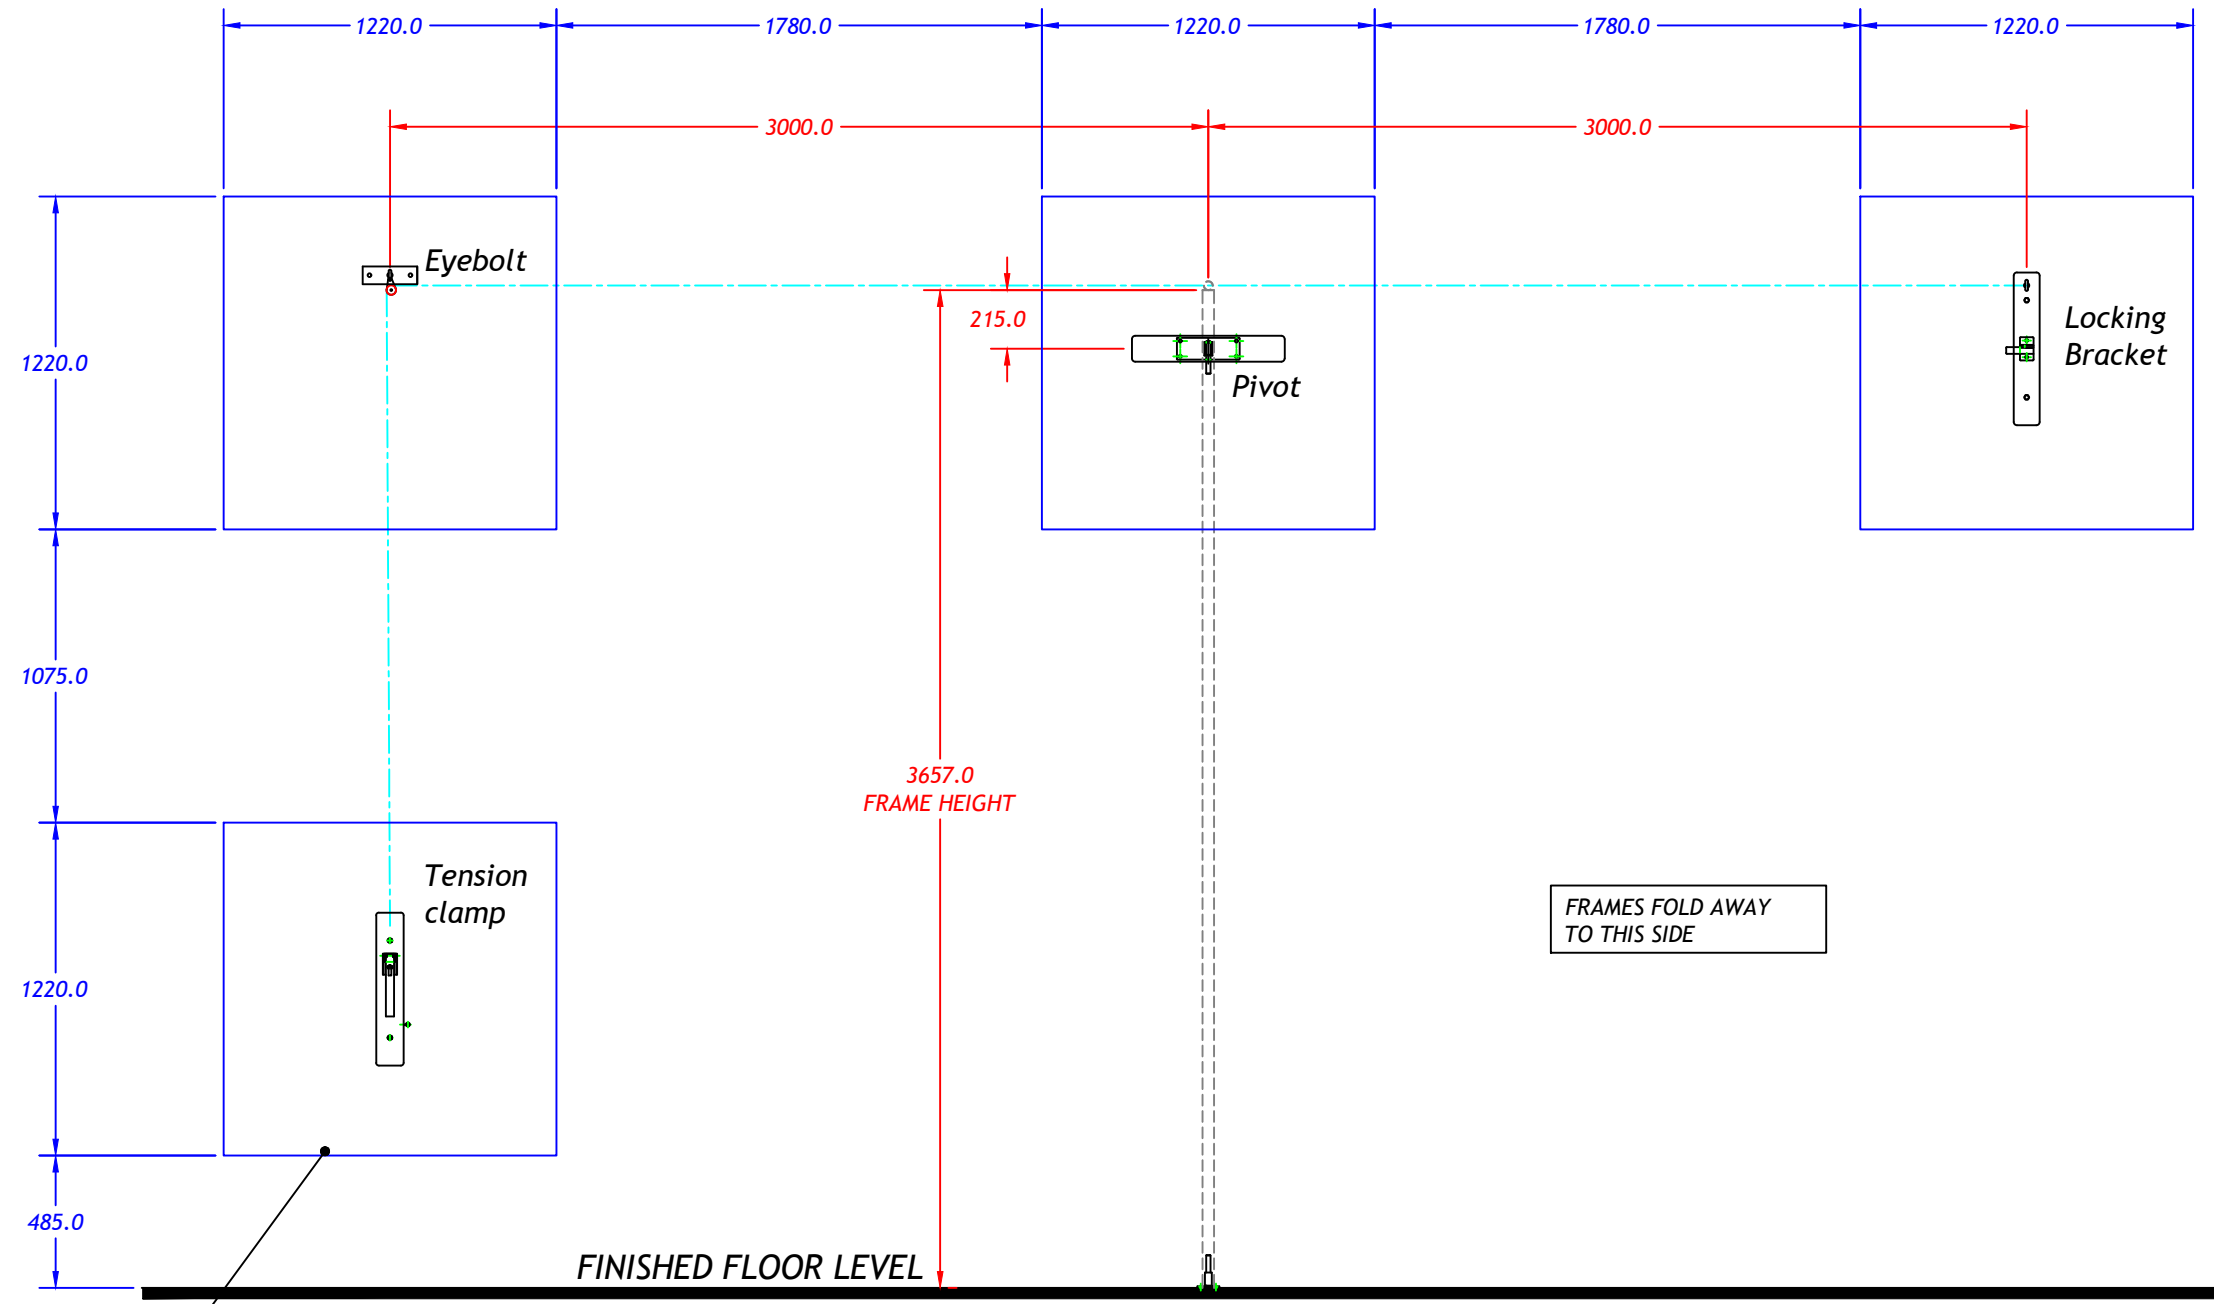 1220.0
1780.0
1220.0
1780.0
1220.0
3000.0
3000.0
Eyebolt
215.0
Locking
Bracket
1220.0
Pivot
1075.0
3657.0
FRAME HEIGHT
Tension
clamp
FRAMES FOLD AWAY
TO THIS SIDE
1220.0
485.0
FINISHED FLOOR LEVEL